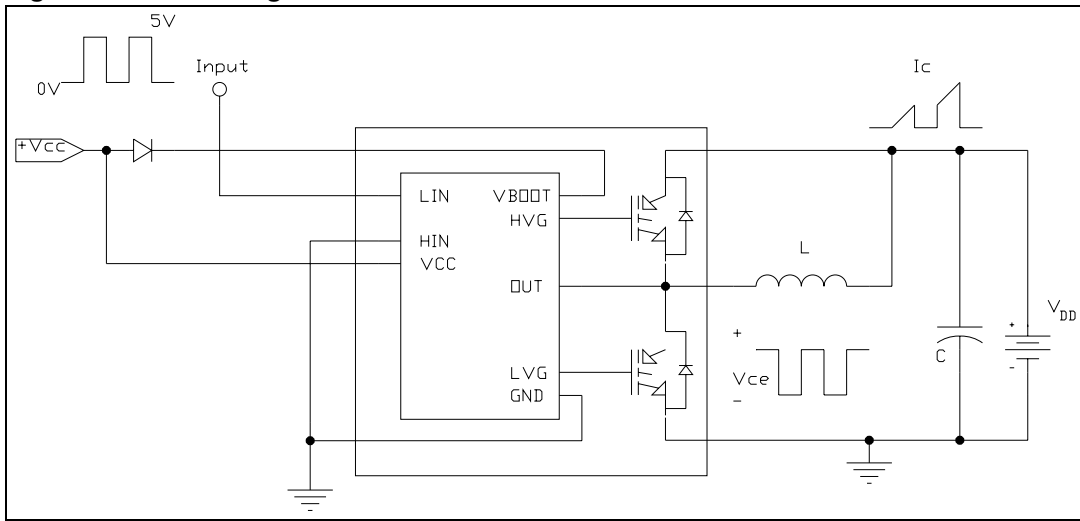 5V
0V
Input
+Vcc
Ic
LIN
VBOOT
HVG
HIN
VCC
L
OUT
VDD
+
+
C
-
Vce
-
LVG
GND